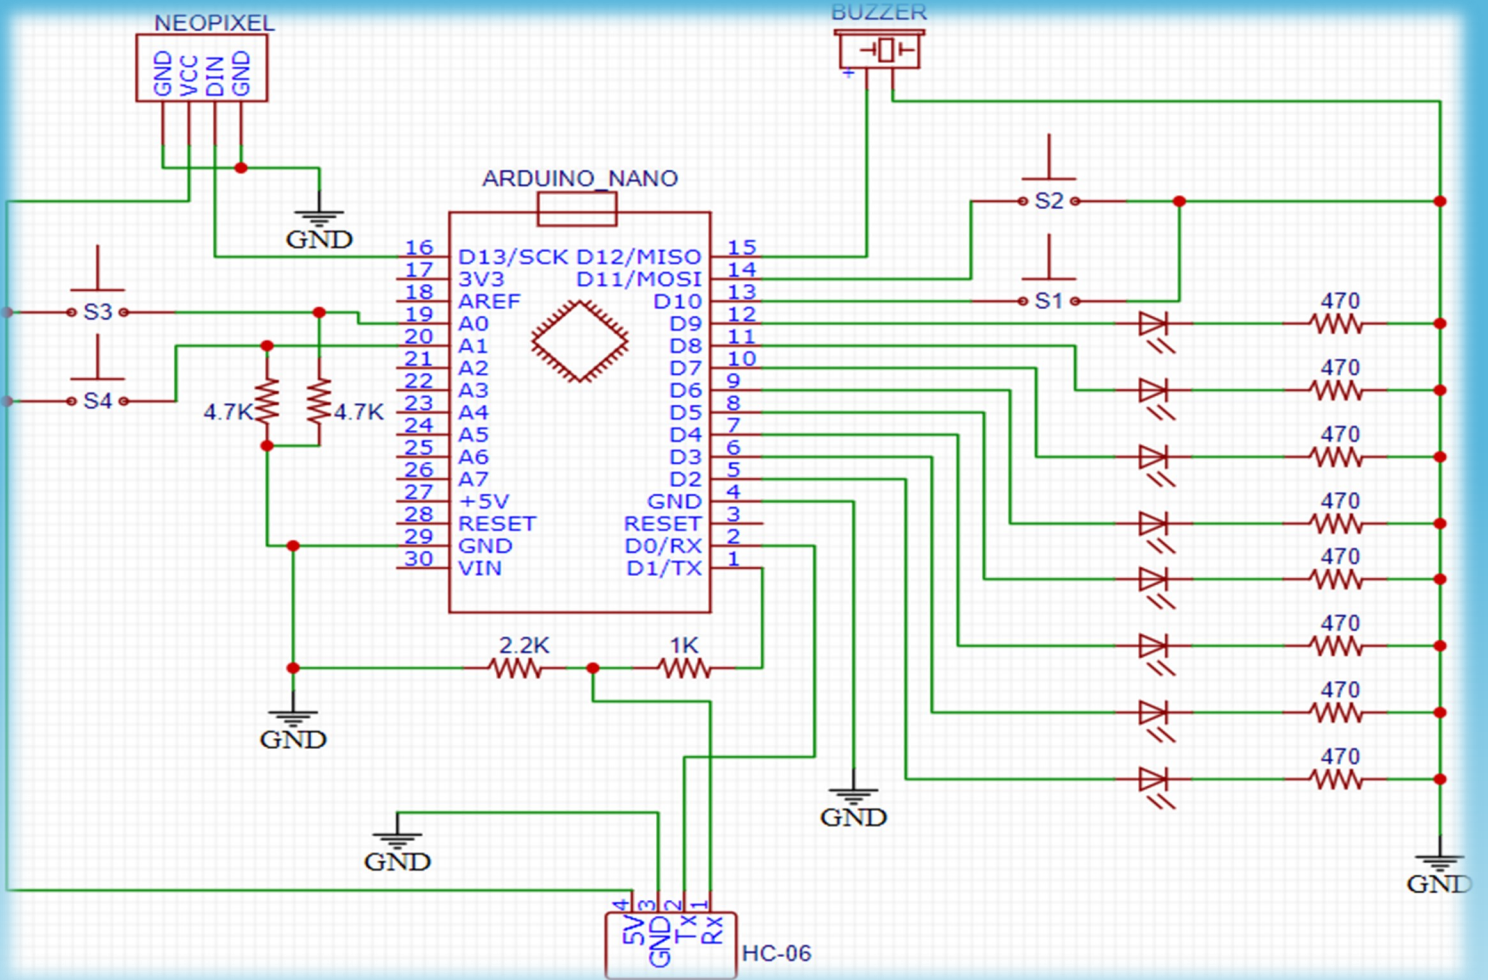 NEOPIXEL
GND
VCC
DIN
GND
BUZZER
+
GND
ARDUINO_NANO
S2
S1
S3
S4
4.7K
4.7K
16 D13/SCK D12/MISO 15
17 3V3 D11/MOSI 14
18 AREF D10 13
19 A0 D9 12
20 A1 D8 11
21 A2 D7 10
22 A3 D6 9
23 A4 D5 8
24 A5 D4 7
25 A6 D3 6
26 A7 D2 5
27 +5V GND 4
28 RESET RESET 3
29 GND D0/RX 2
30 VIN D1/TX 1
470
470
470
470
470
470
470
470
2.2K
1K
GND
GND
GND
GND
4
3
2
1
5V
GND
Tx
Rx
HC-06